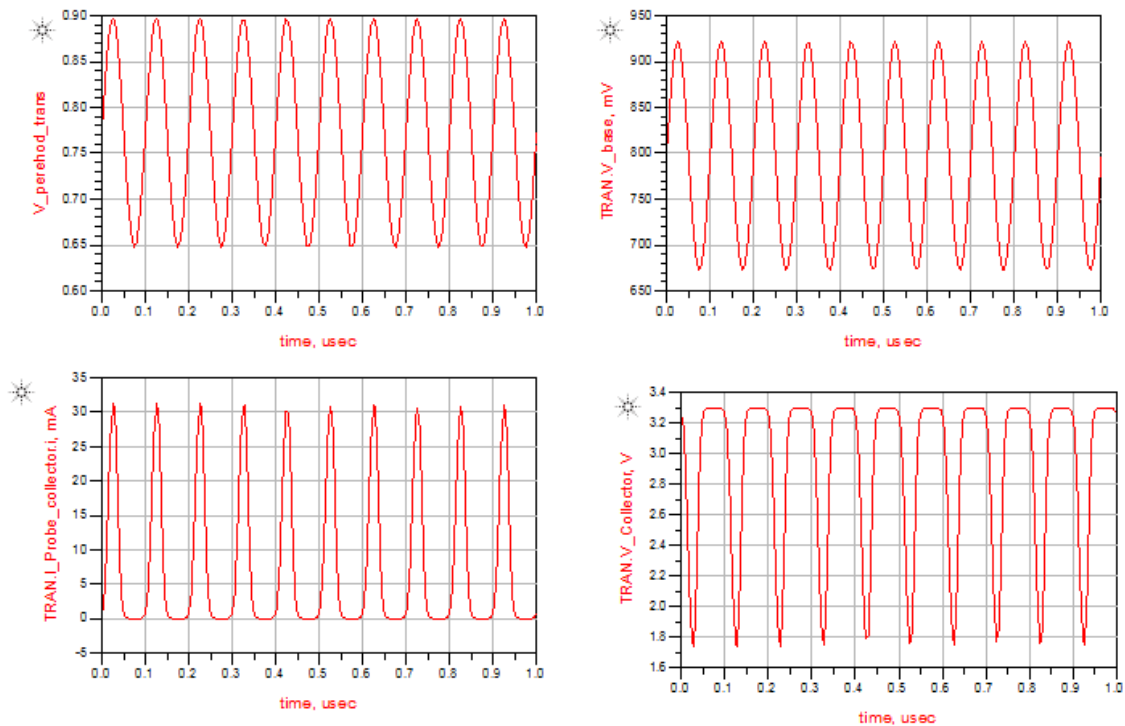 V_perehod_trans
0.90
0.85
0.80
0.75
0.70
0.65
0.60
0.0 0.1 0.2 0.3 0.4 0.5 0.6 0.7 0.8 0.9 1.0
time, usec
TRAN.V_base, mV
950
900
850
800
750
700
650
0.0 0.1 0.2 0.3 0.4 0.5 0.6 0.7 0.8 0.9 1.0
time, usec
TRAN.I_Probe_collector.i, mA
35
30
25
20
15
10
5
0
-5
0.0 0.1 0.2 0.3 0.4 0.5 0.6 0.7 0.8 0.9 1.0
time, usec
TRAN.V_Collector, V
3.4
3.2
3.0
2.8
2.6
2.4
2.2
2.0
1.8
1.6
0.0 0.1 0.2 0.3 0.4 0.5 0.6 0.7 0.8 0.9 1.0
time, usec